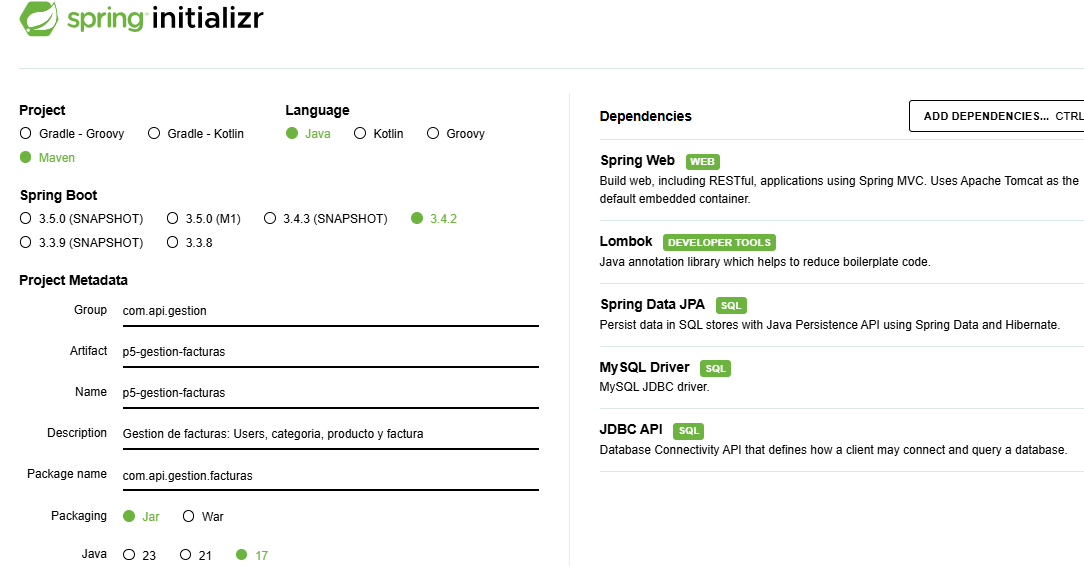 spring initializr
Project
Gradle - Groovy
Gradle - Kotlin
Maven
Language
Java
Kotlin
Groovy
Spring Boot
3.5.0 (SNAPSHOT)
3.5.0 (M1)
3.4.3 (SNAPSHOT)
3.4.2
3.3.9 (SNAPSHOT)
3.3.8
Project Metadata
Group com.api.gestion
Artifact p5-gestion-facturas
Name p5-gestion-facturas
Description Gestion de facturas: Users, categoria, producto y factura
Package name com.api.gestion.facturas
Packaging Jar War
Java 23 21 17
Dependencies
ADD DEPENDENCIES... CTRL
Spring Web WEB
Build web, including RESTful, applications using Spring MVC. Uses Apache Tomcat as the
default embedded container.
Lombok DEVELOPER TOOLS
Java annotation library which helps to reduce boilerplate code.
Spring Data JPA SQL
Persist data in SQL stores with Java Persistence API using Spring Data and Hibernate.
MySQL Driver SQL
MySQL JDBC driver.
JDBC API SQL
Database Connectivity API that defines how a client may connect and query a database.